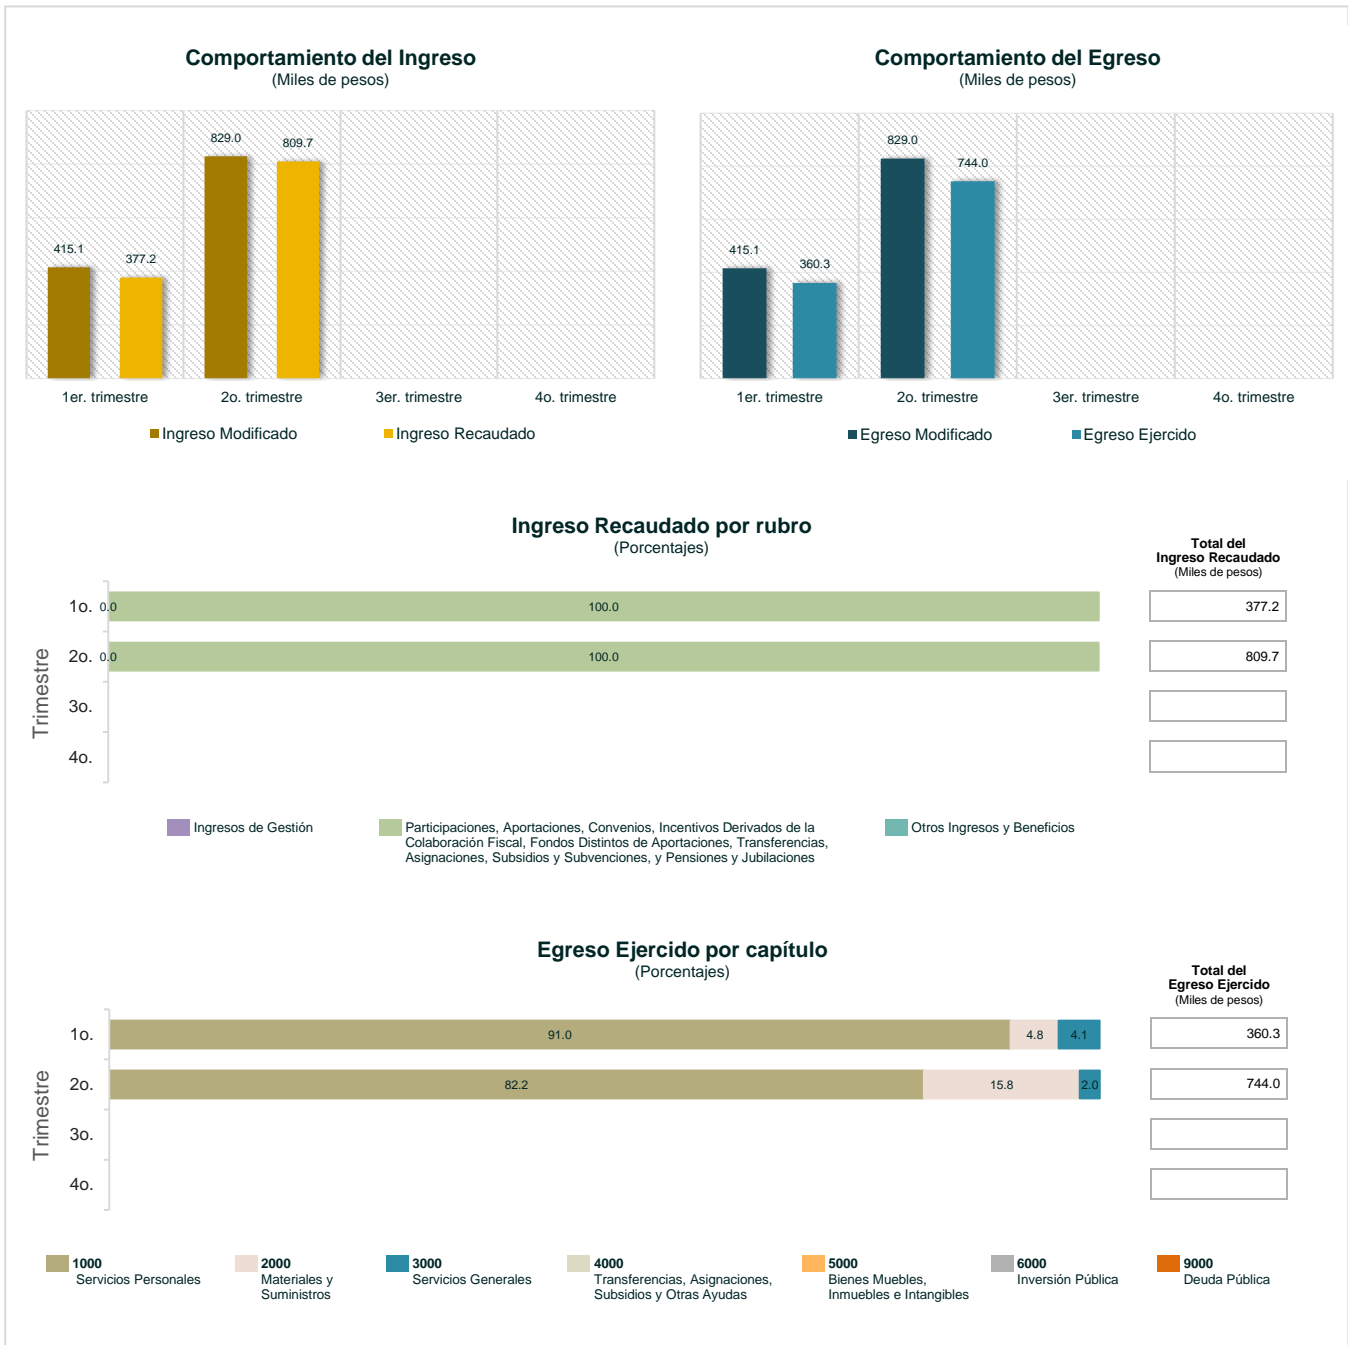 Comportamiento del Ingreso
(Miles de pesos)
415.1
377.2
829.0
809.7
1er. trimestre
2o. trimestre
3er. trimestre
4o. trimestre
Ingreso Modificado
Ingreso Recaudado
Comportamiento del Egreso
(Miles de pesos)
415.1
360.3
829.0
744.0
1er. trimestre
2o. trimestre
3er. trimestre
4o. trimestre
Egreso Modificado
Egreso Ejercido
Ingreso Recaudado por rubro
(Porcentajes)
Total del
Ingreso Recaudado
(Miles de pesos)
Trimestre
1o.
0.0
100.0
377.2
2o.
0.0
100.0
809.7
3o.
4o.
Ingresos de Gestión
Participaciones, Aportaciones, Convenios, Incentivos Derivados de la
Colaboración Fiscal, Fondos Distintos de Aportaciones, Transferencias,
Asignaciones, Subsidios y Subvenciones, y Pensiones y Jubilaciones
Otros Ingresos y Beneficios
Egreso Ejercido por capítulo
(Porcentajes)
Total del
Egreso Ejercido
(Miles de pesos)
Trimestre
1o.
91.0
4.8
4.1
360.3
2o.
82.2
15.8
2.0
744.0
3o.
4o.
1000
Servicios Personales
2000
Materiales y
Suministros
3000
Servicios Generales
4000
Transferencias, Asignaciones,
Subsidios y Otras Ayudas
5000
Bienes Muebles,
Inmuebles e Intangibles
6000
Inversión Pública
9000
Deuda Pública